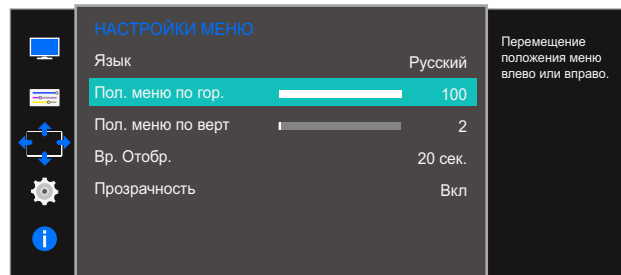 НАСТРОЙКИ МЕНЮ
Язык Русский
Пол. меню по гор. 100
Пол. меню по верт 2
Вр. Отобр. 20 сек.
Прозрачность Вкл
Перемещение
положения меню
влево или вправо.